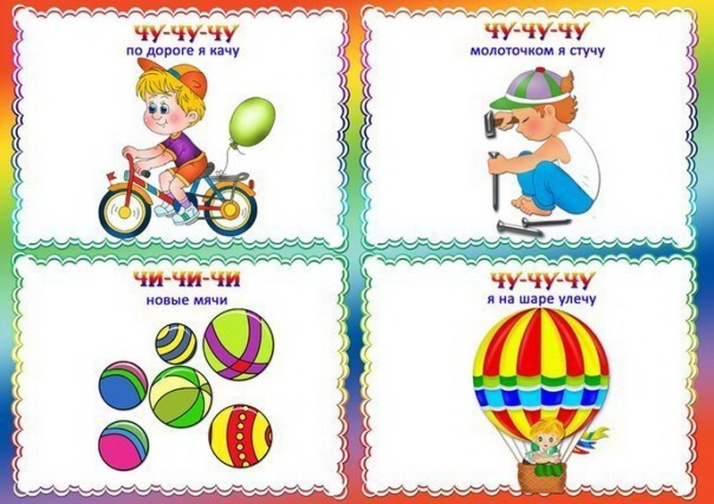 ЧУ-ЧУ-ЧУ
по дороге я качу
ЧУ-ЧУ-ЧУ
молоточком я стучу
ЧИ-ЧИ-ЧИ
новые мячи
ЧУ-ЧУ-ЧУ
я на шаре улечу